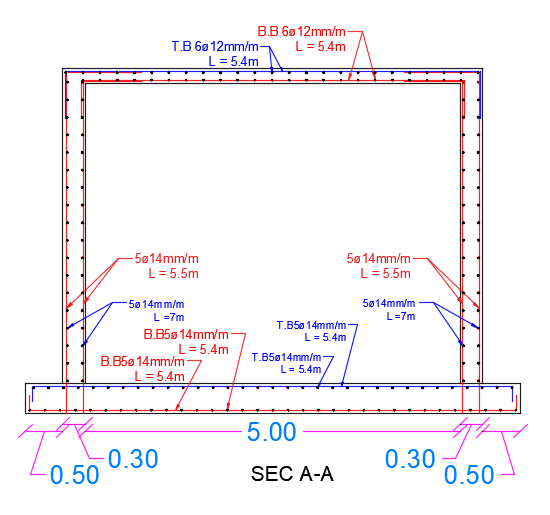 B.B 6ø12mm/m
L = 5.4m
T.B 6ø12mm/m
L = 5.4m
5ø14mm/m
L = 5.5m
5ø14mm/m
L = 5.5m
5ø14mm/m
L =7m
5ø14mm/m
L =7m
B.B5ø14mm/m
L = 5.4m
T.B5ø14mm/m
L = 5.4m
B.B5ø14mm/m
L = 5.4m
T.B5ø14mm/m
L = 5.4m
5.00
0.30
0.30
0.50
0.50
SEC A-A